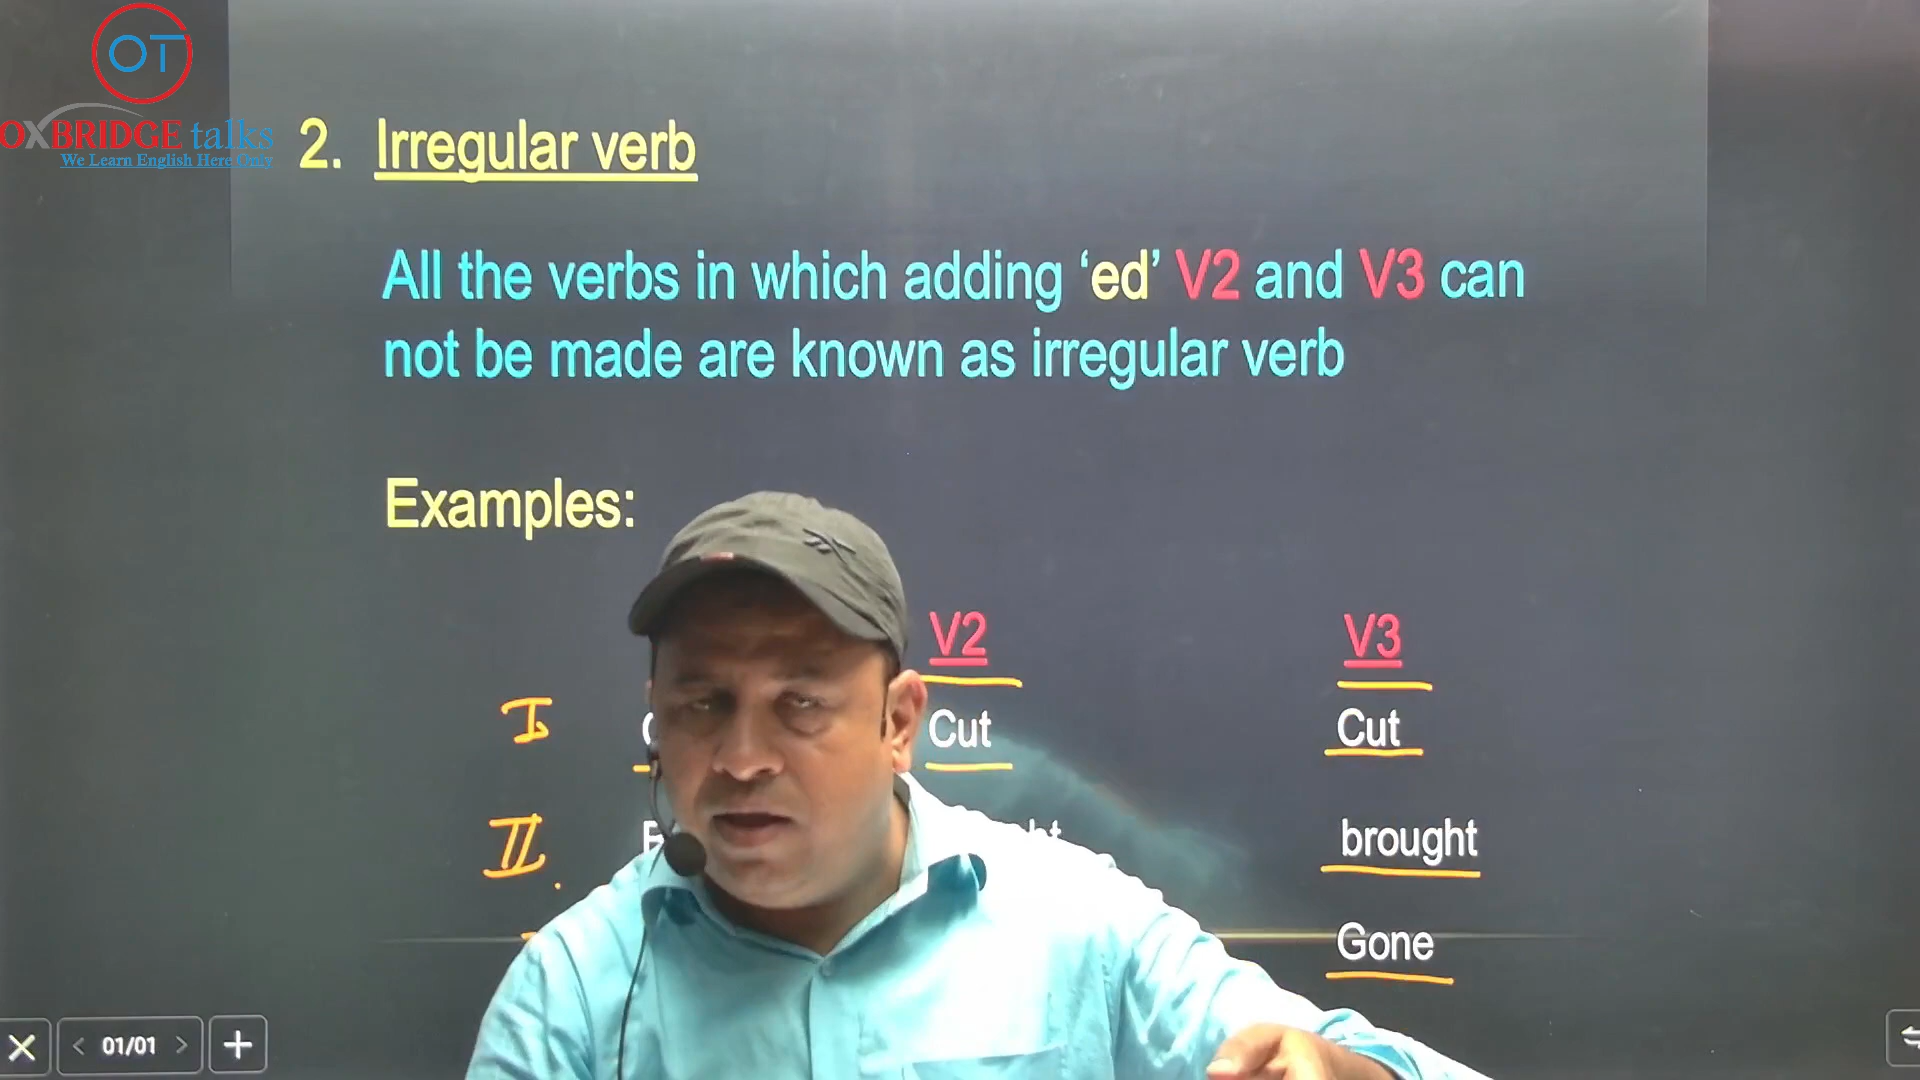 OT
OXBRIDGE talks
We Learn English Here Only
2. Irregular verb
All the verbs in which adding ‘ed’ V2 and V3 can
not be made are known as irregular verb
Examples:
V2 V3
I Cut Cut
II brought
Gone
01/01